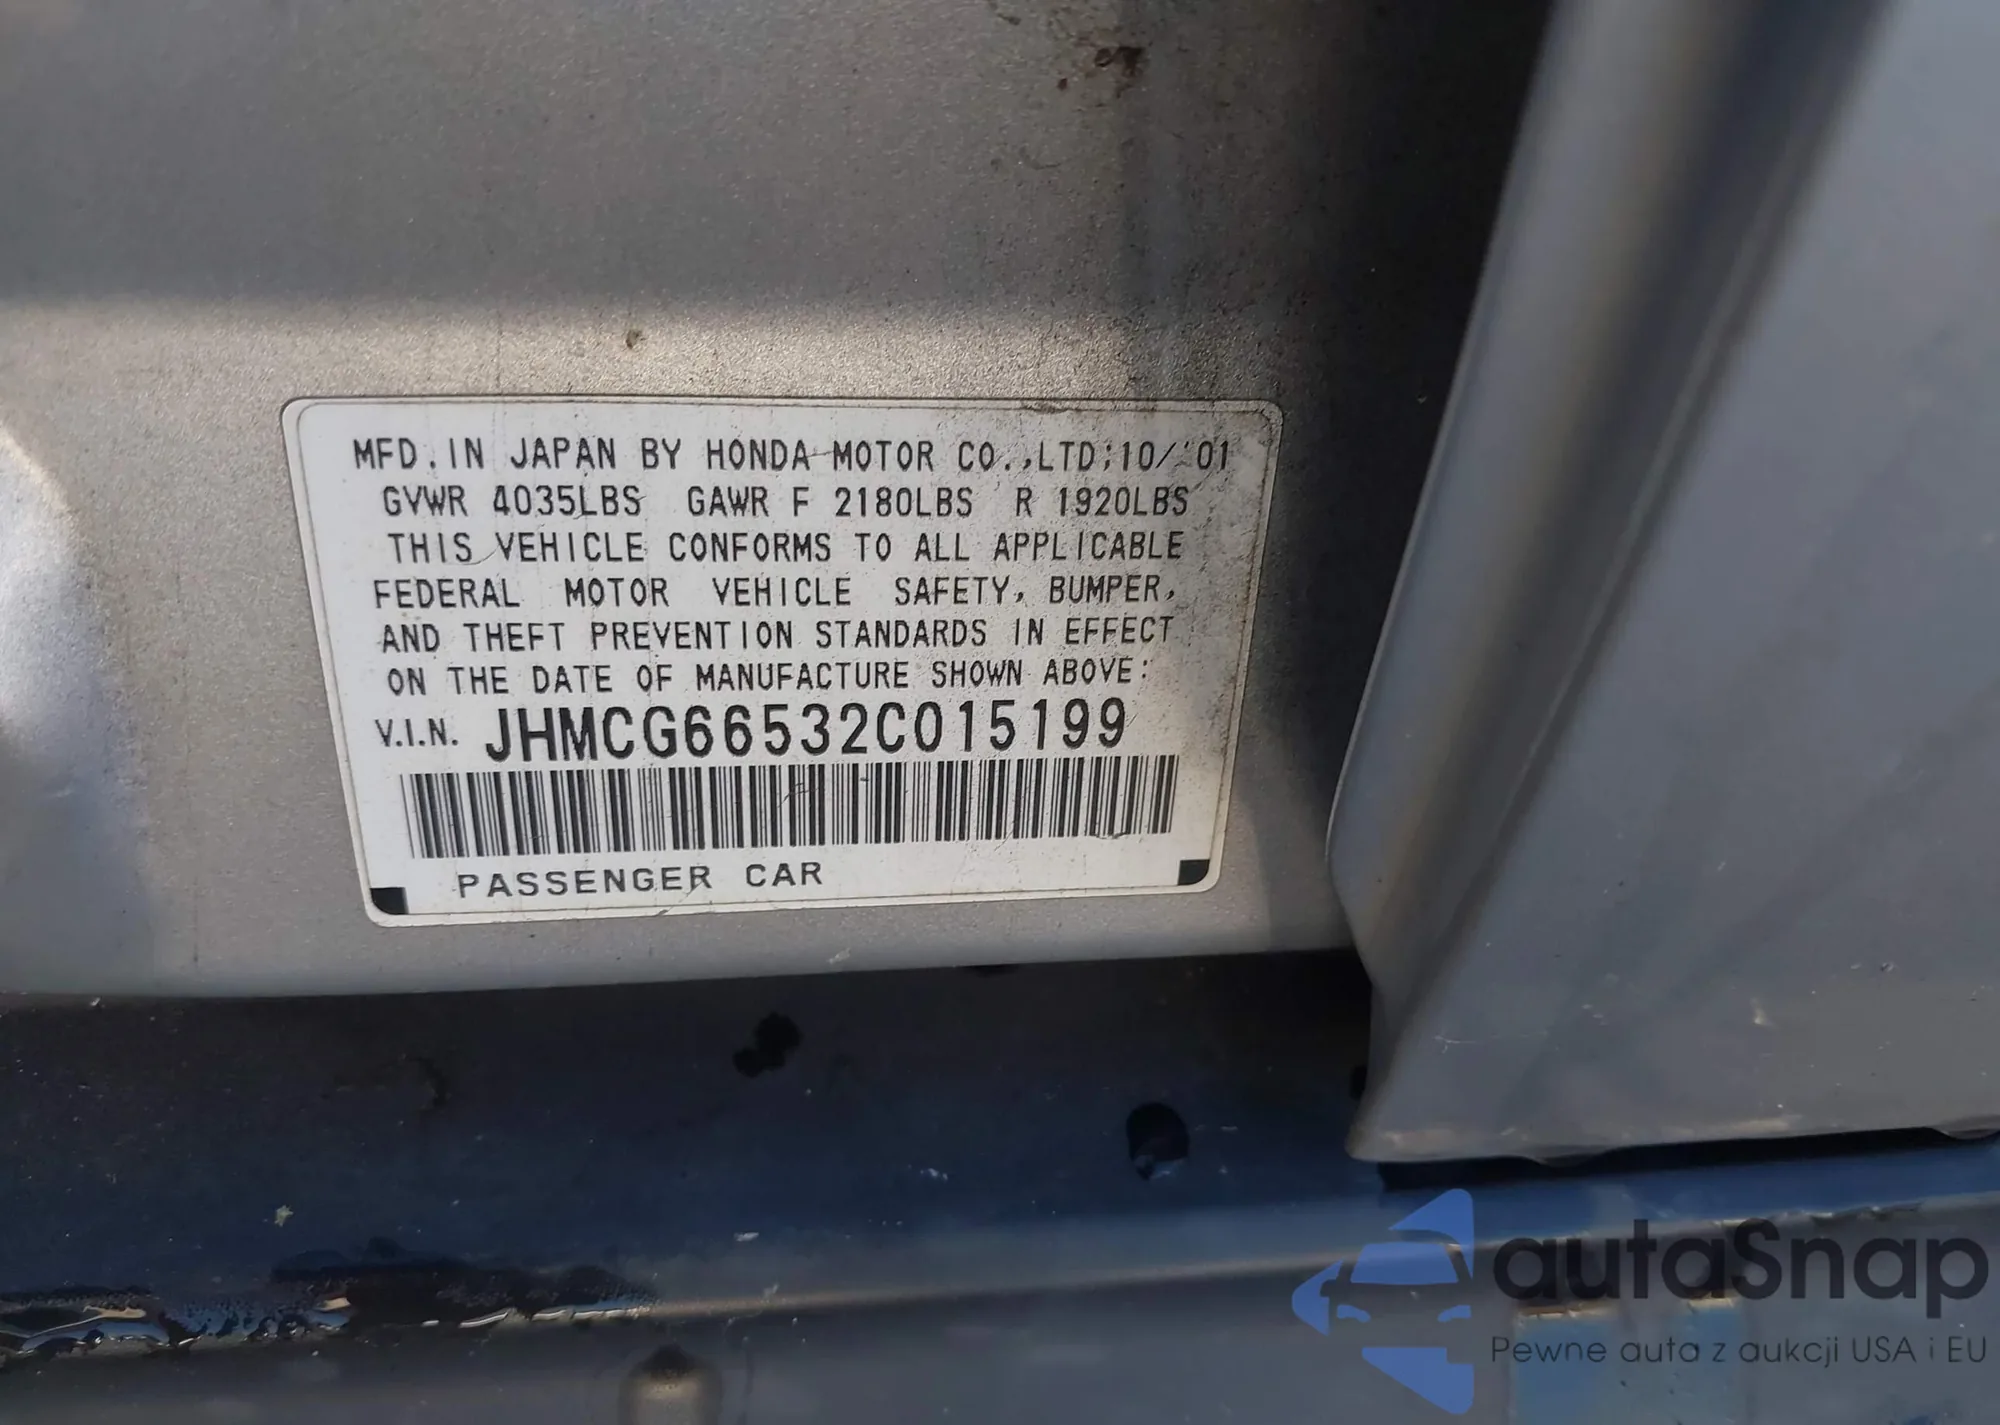 MFD. IN JAPAN BY HONDA MOTOR CO., LTD; 10/'01
GVWR 4035LBS GAWR F 2180LBS R 1920LBS
THIS VEHICLE CONFORMS TO ALL APPLICABLE
FEDERAL MOTOR VEHICLE SAFETY, BUMPER,
AND THEFT PREVENTION STANDARDS IN EFFECT
ON THE DATE OF MANUFACTURE SHOWN ABOVE:
V.I.N. JHMCG66532C015199
PASSENGER CAR
autaSnap
Pewne auta z aukcji USA i EU